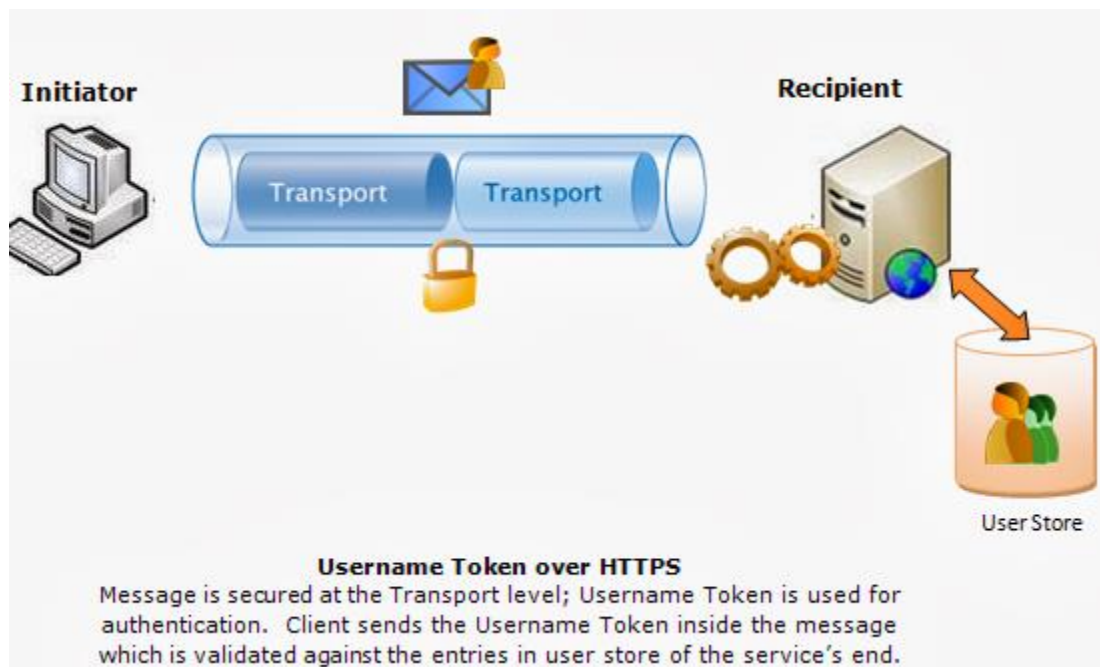 Initiator
Recipient
Transport
Transport
User Store
Username Token over HTTPS
Message is secured at the Transport level; Username Token is used for
authentication. Client sends the Username Token inside the message
which is validated against the entries in user store of the service's end.